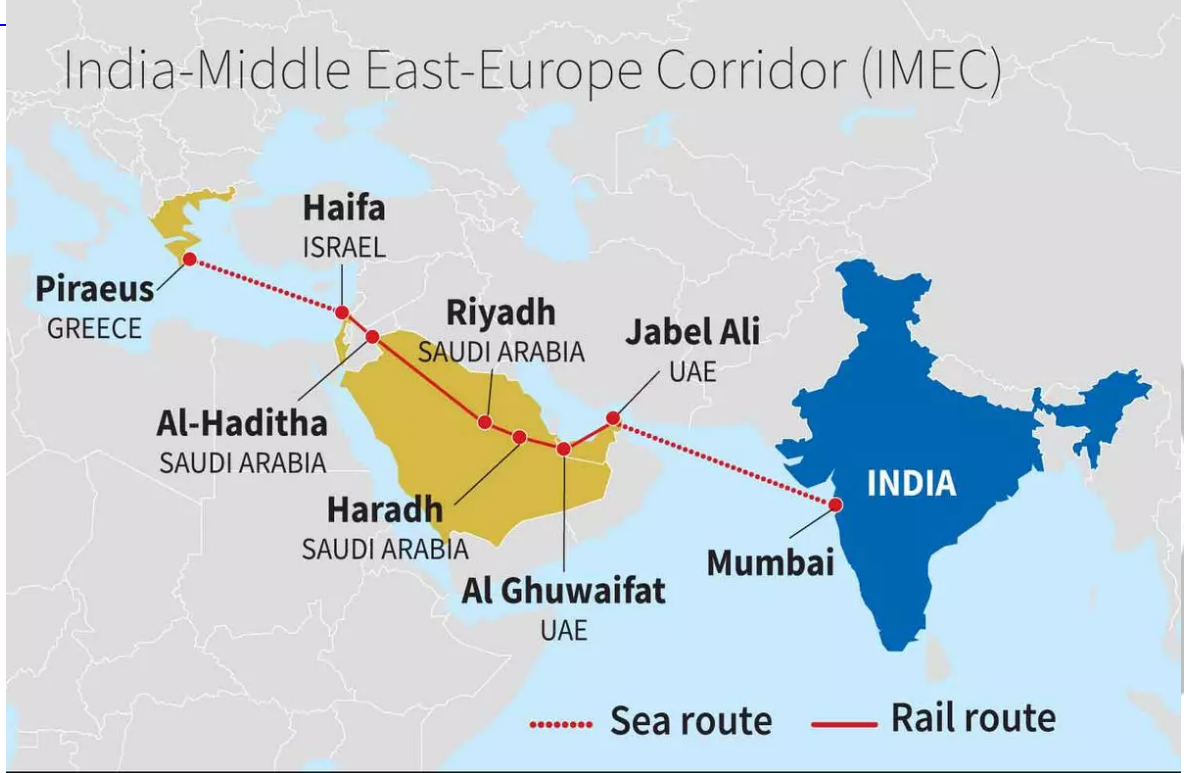 India-Middle East-Europe Corridor (IMEC)
Haifa
ISRAEL
Piraeus
GREECE
Riyadh
SAUDI ARABIA
Jabel Ali
UAE
Al-Haditha
SAUDI ARABIA
INDIA
Haradh
SAUDI ARABIA
Mumbai
Al Ghuwaifat
UAE
Sea route
Rail route